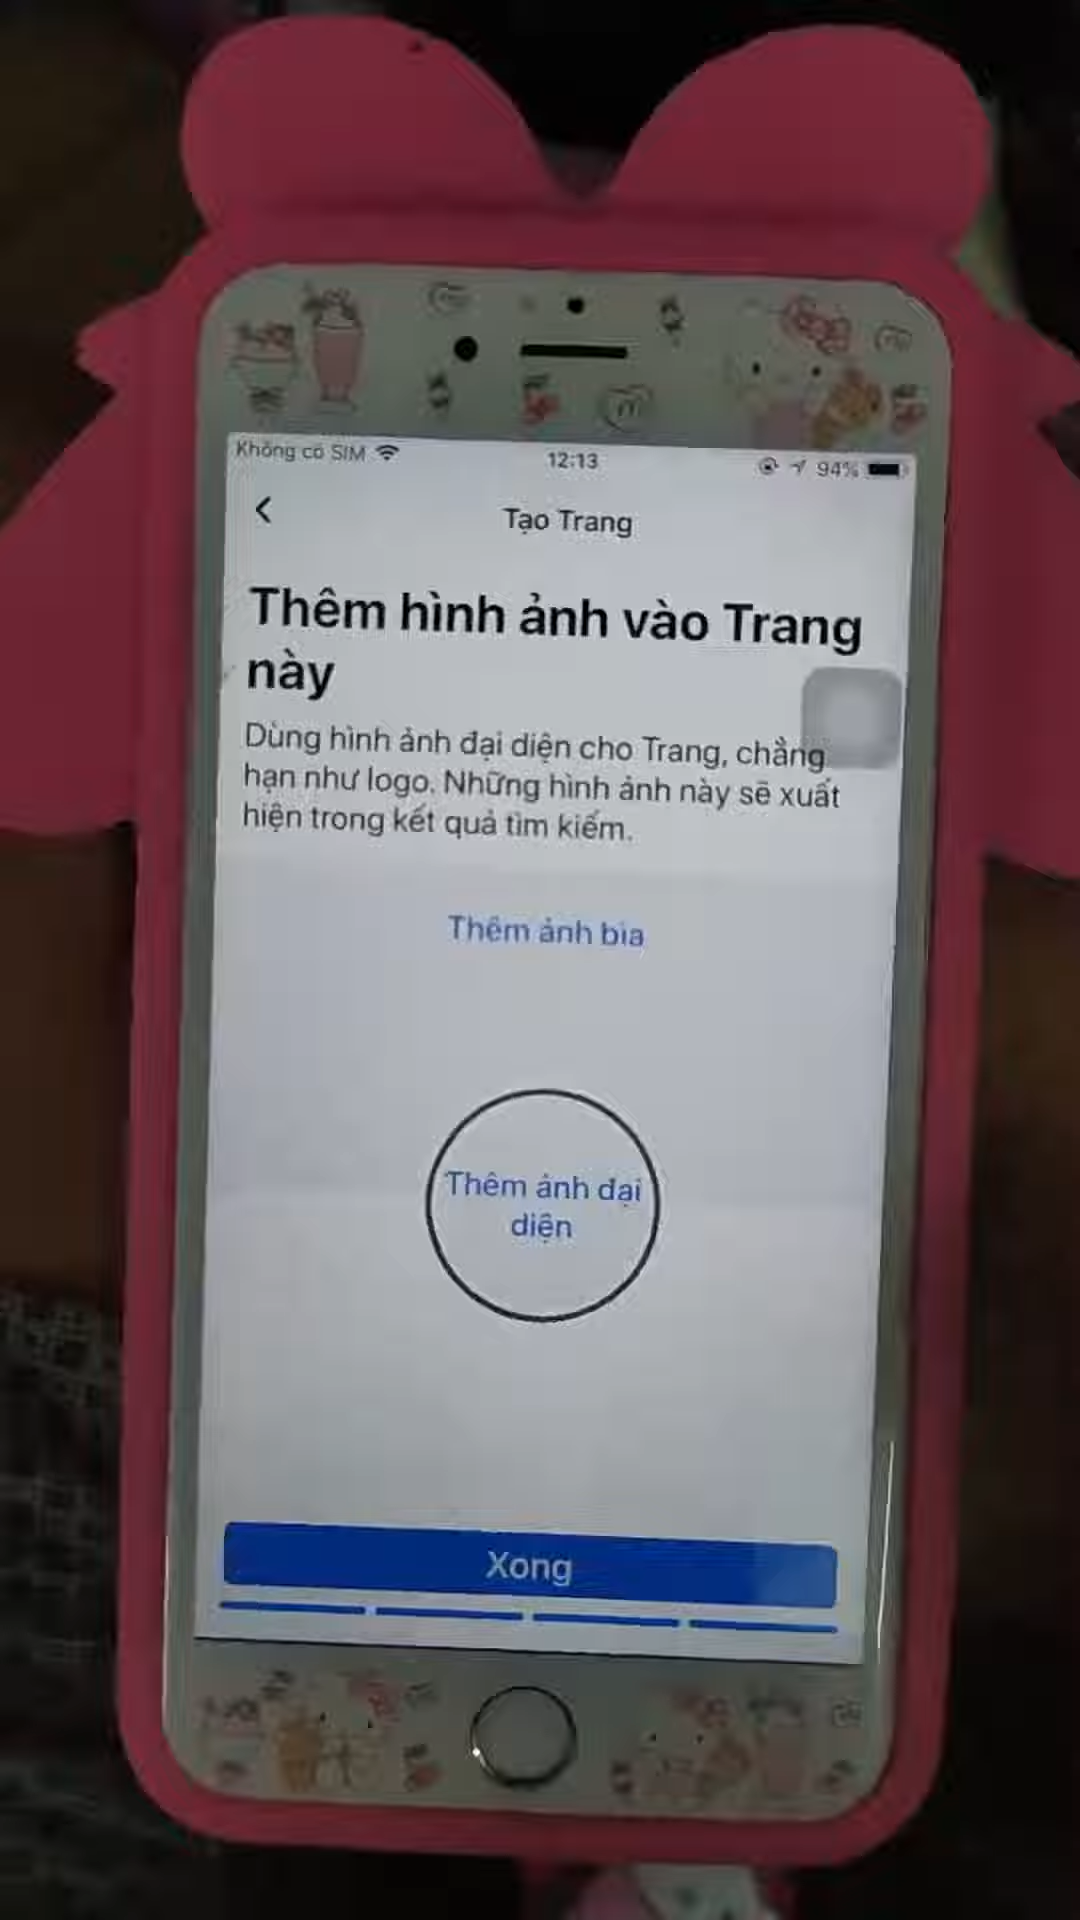 Không có SIM 12:13 94%
Tạo Trang
Thêm hình ảnh vào Trang
này
Dùng hình ảnh đại diện cho Trang, chẳng
hạn như logo. Những hình ảnh này sẽ xuất
hiện trong kết quả tìm kiếm.
Thêm ảnh bìa
Thêm ảnh đại
diện
Xong